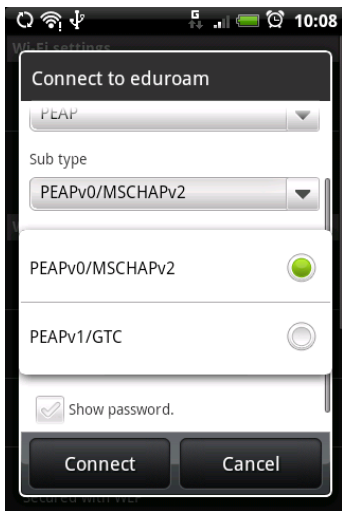 G
10:08
Wi-Fi settings
Connect to eduroam
PEAP
Sub type
PEAPv0/MSCHAPv2
PEAPv0/MSCHAPv2
PEAPv1/GTC
Show password.
Connect
Cancel
Secured with WEP